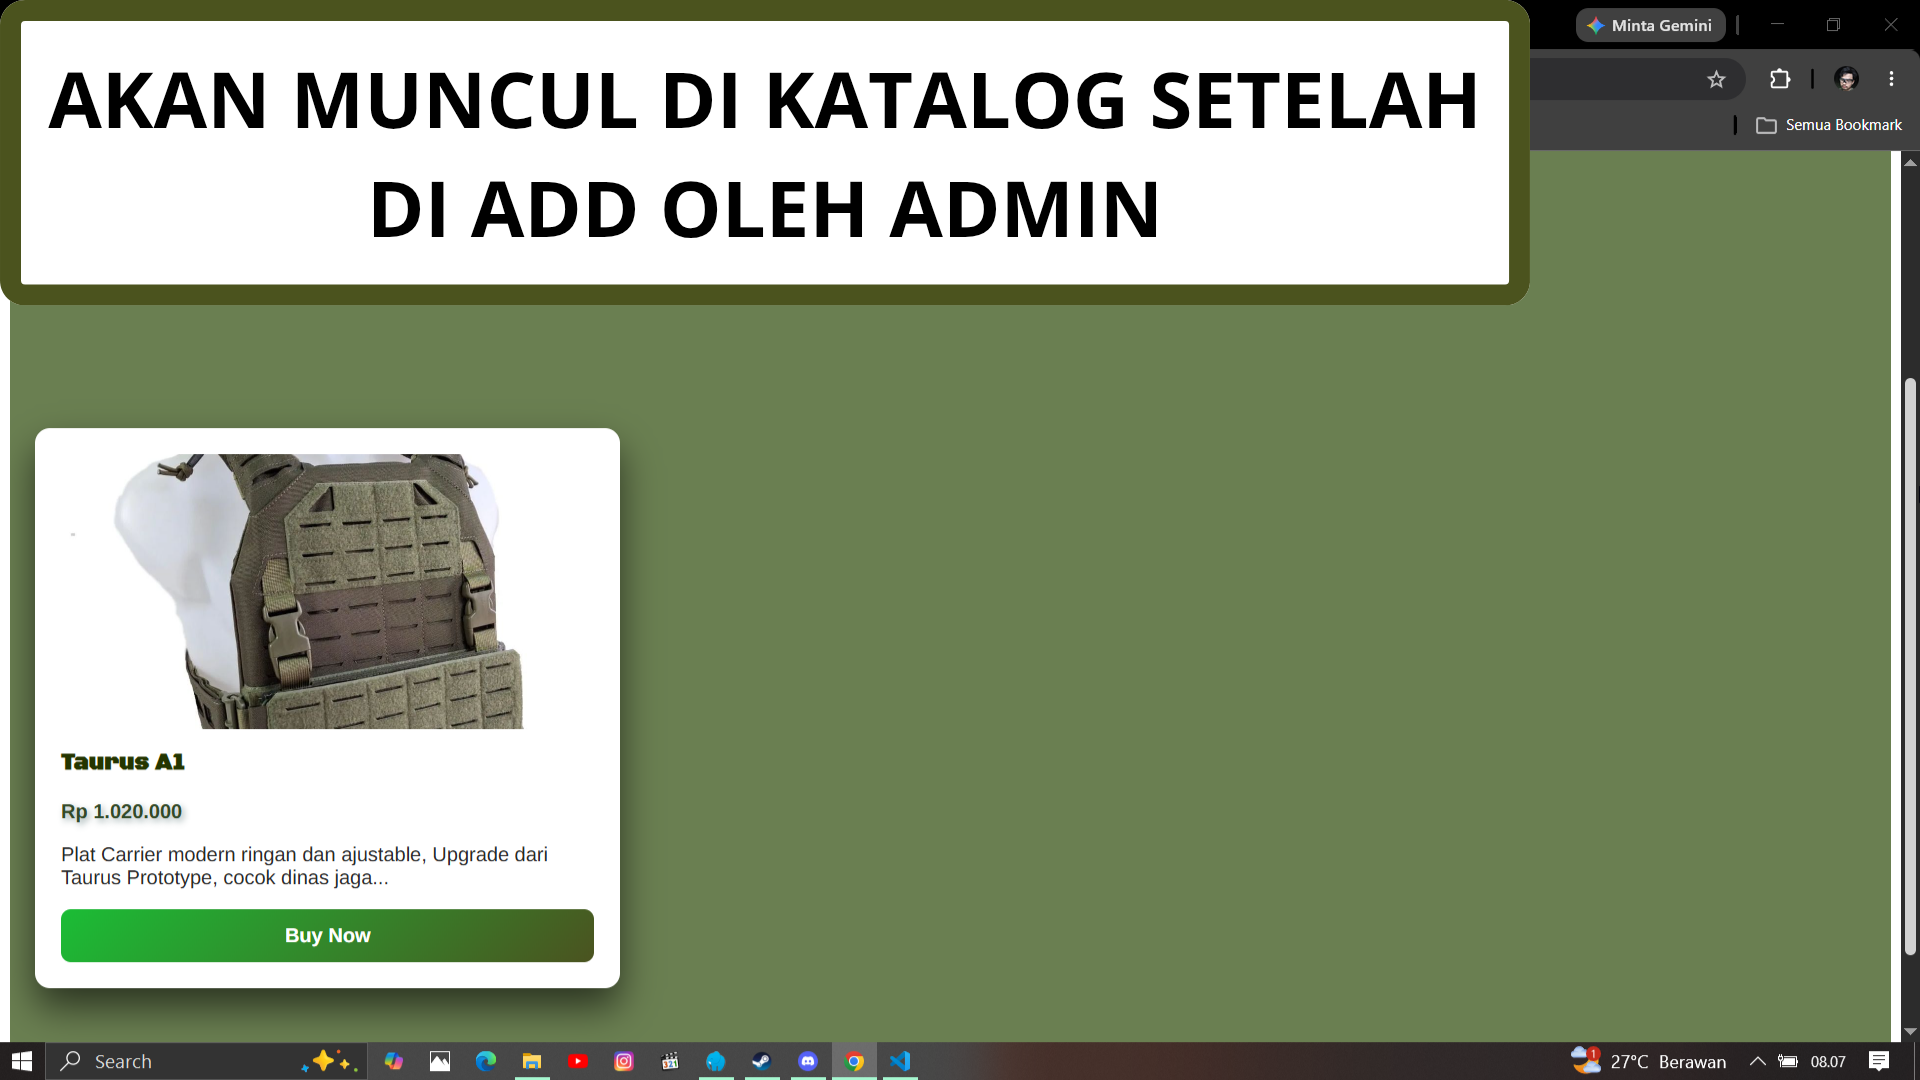 AKAN MUNCUL DI KATALOG SETELAH
DI ADD OLEH ADMIN
Minta Gemini
Semua Bookmark
Taurus A1
Rp 1.020.000
Plat Carrier modern ringan dan ajustable, Upgrade dari
Taurus Prototype, cocok dinas jaga...
Buy Now
Search
321
1
27°C Berawan
08.07